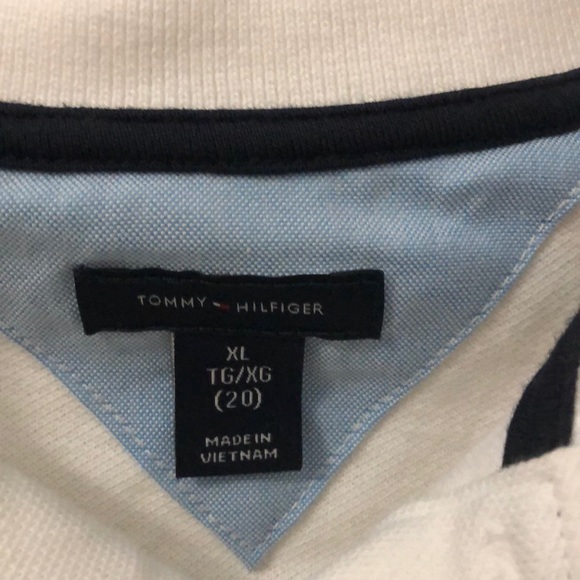 TOMMY HILFIGER
XL
TG/XG
(20)
MADE IN
VIETNAM